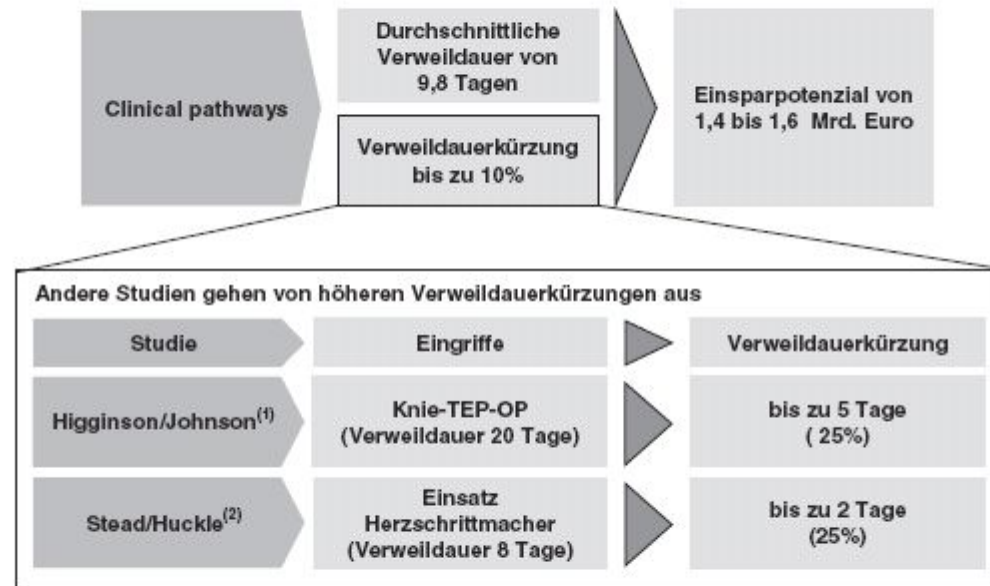 Clinical pathways
Durchschnittliche
Verweildauer von
9,8 Tagen
Verweildauerkürzung
bis zu 10%
Einsparpotenzial von
1,4 bis 1,6 Mrd. Euro
Andere Studien gehen von höheren Verweildauerkürzungen aus
Studie
Eingriffe
Verweildauerkürzung
Higginson/Johnson(1)
Knie-TEP-OP
(Verweildauer 20 Tage)
bis zu 5 Tage
( 25%)
Stead/Huckle(2)
Einsatz
Herzschrittmacher
(Verweildauer 8 Tage)
bis zu 2 Tage
(25%)